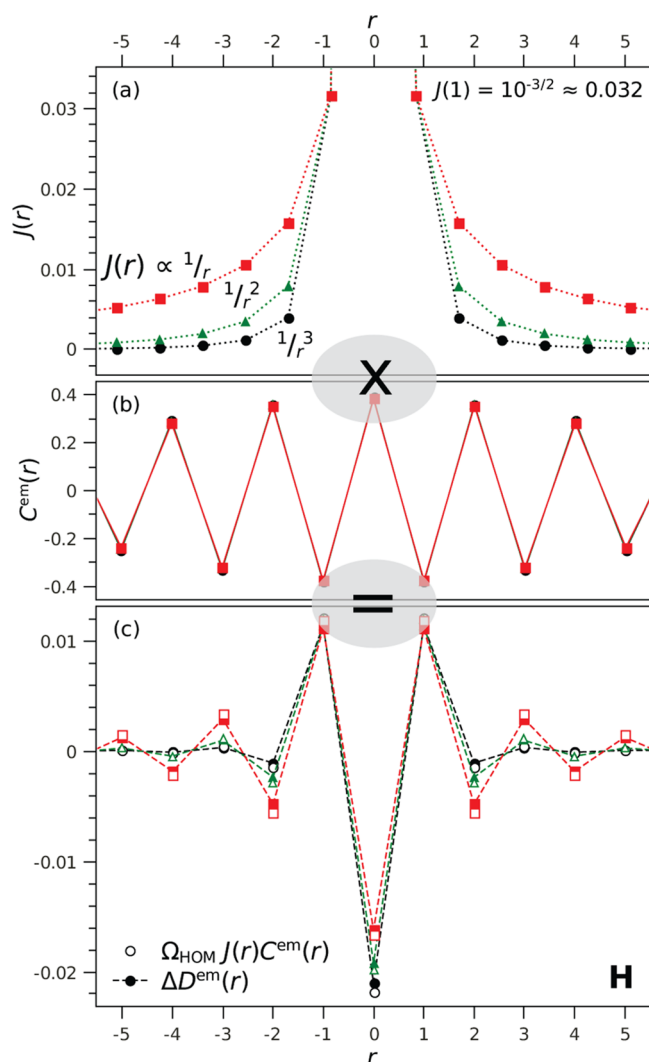 r
-5 -4 -3 -2 -1 0 1 2 3 4 5
(a)
J(1) = 10^{-3/2} ≈ 0.032
0.03
0.02
0.01
0
J(r)
J(r) ∝ 1/r
1/r^2
1/r^3
X
(b)
0.4
0.2
0
-0.2
-0.4
C^{em}(r)
=
(c)
0.01
0
-0.01
-0.02
Ω_{HOM} J(r)C^{em}(r)
ΔD^{em}(r)
H
-5 -4 -3 -2 -1 0 1 2 3 4 5
r